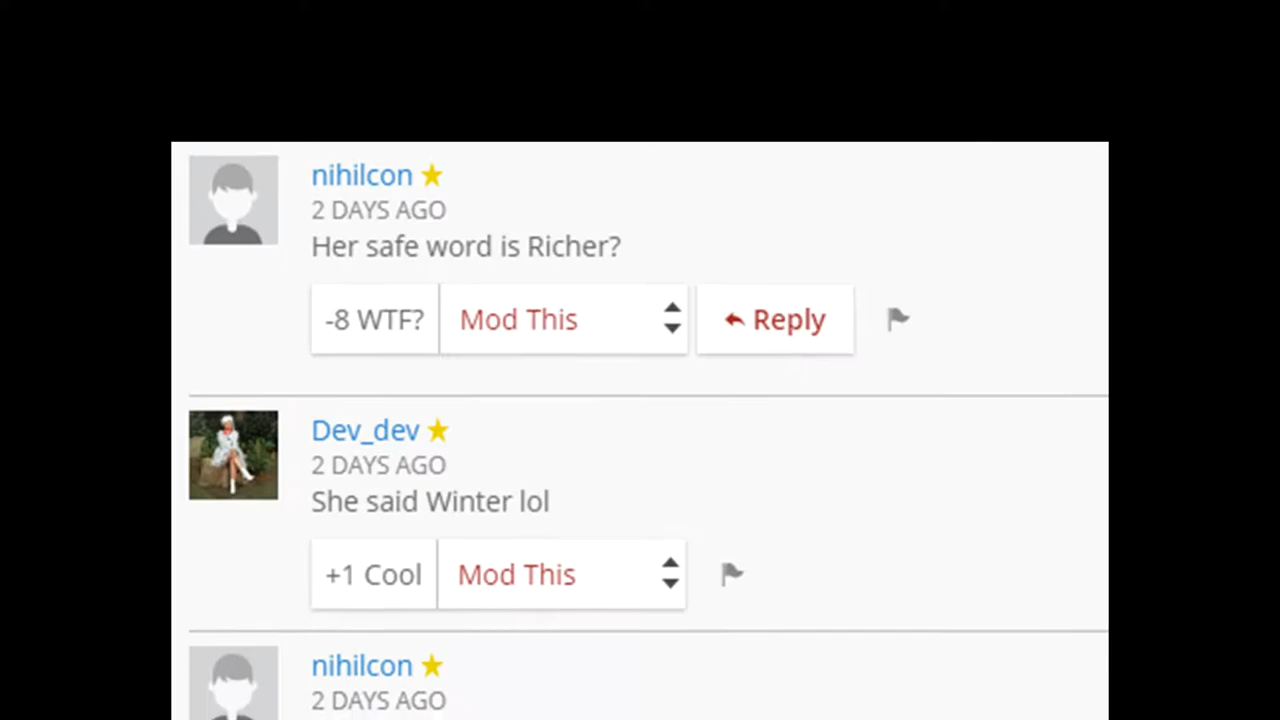 nihilcon
2 DAYS AGO
Her safe word is Richer?
-8 WTF? Mod This Reply
Dev_dev
2 DAYS AGO
She said Winter lol
+1 Cool Mod This
nihilcon
2 DAYS AGO